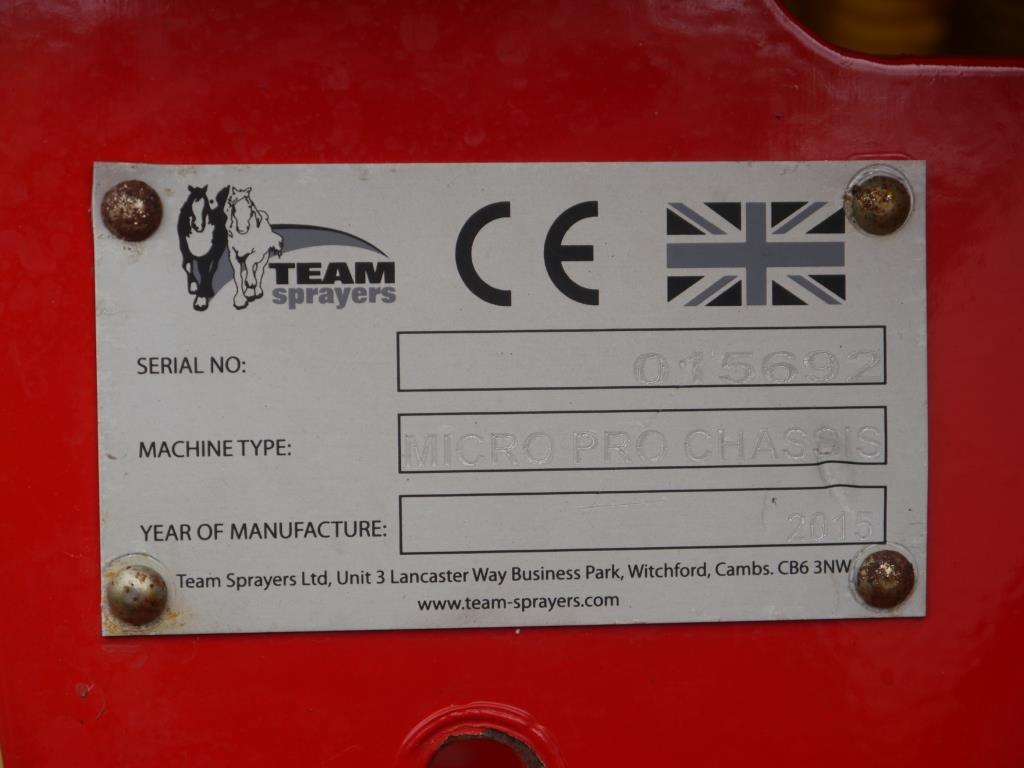 TEAM
sprayers
CE
SERIAL NO: 015692
MACHINE TYPE: MICRO PRO CHASSIS
YEAR OF MANUFACTURE: 2015
Team Sprayers Ltd, Unit 3 Lancaster Way Business Park, Witchford, Cambs. CB6 3NW
www.team-sprayers.com